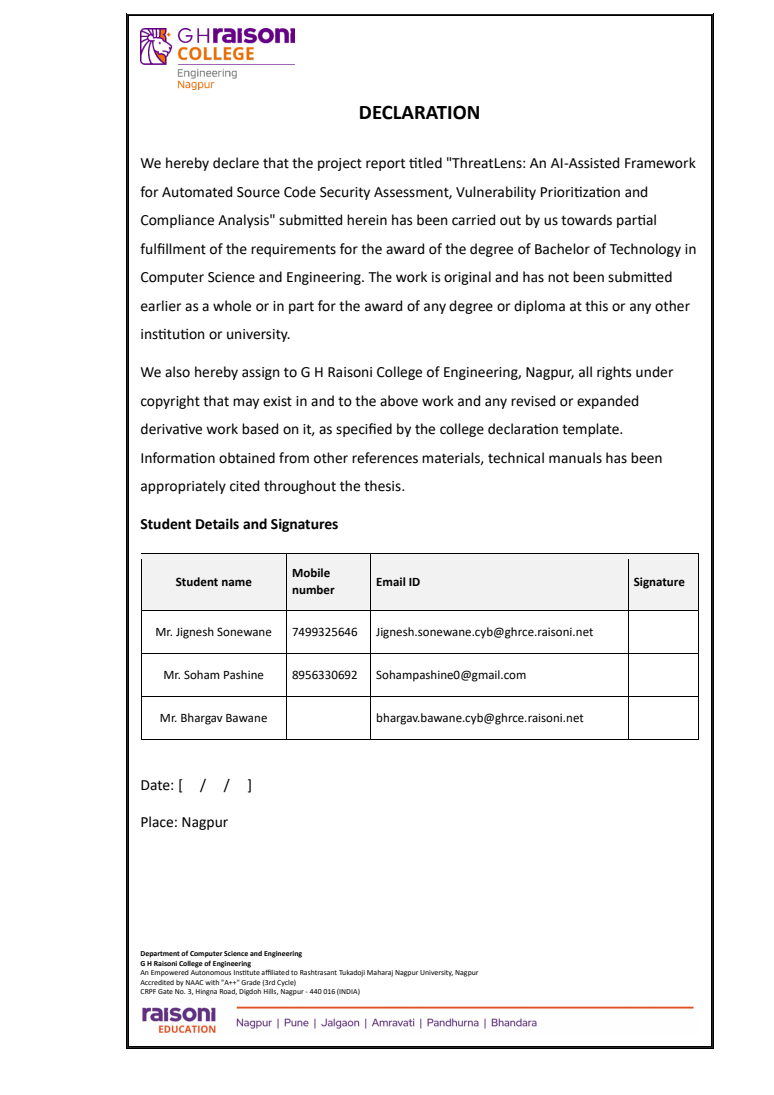 GHraisoni
COLLEGE
Engineering
Nagpur
DECLARATION
We hereby declare that the project report titled "ThreatLens: An AI-Assisted Framework
for Automated Source Code Security Assessment, Vulnerability Prioritization and
Compliance Analysis" submitted herein has been carried out by us towards partial
fulfillment of the requirements for the award of the degree of Bachelor of Technology in
Computer Science and Engineering. The work is original and has not been submitted
earlier as a whole or in part for the award of any degree or diploma at this or any other
institution or university.
We also hereby assign to G H Raisoni College of Engineering, Nagpur, all rights under
copyright that may exist in and to the above work and any revised or expanded
derivative work based on it, as specified by the college declaration template.
Information obtained from other references materials, technical manuals has been
appropriately cited throughout the thesis.
Student Details and Signatures
Student name Mobile number Email ID Signature
Mr. Jignesh Sonewane 7499325646 Jignesh.sonewane.cyb@ghrce.raisoni.net
Mr. Soham Pashine 8956330692 Sohampashine0@gmail.com
Mr. Bhargav Bawane bhargav.bawane.cyb@ghrce.raisoni.net
Date: [ / / ]
Place: Nagpur
Department of Computer Science and Engineering
G H Raisoni College of Engineering
An Empowered Autonomous Institute affiliated to Rashtrasant Tukadoji Maharaj Nagpur University, Nagpur
Accredited by NAAC with "A++" Grade (3rd Cycle)
CRPF Gate No. 3, Hingna Road, Digdoh Hills, Nagpur - 440 016 (INDIA)
raisoni
EDUCATION
Nagpur | Pune | Jalgaon | Amravati | Pandhurna | Bhandara